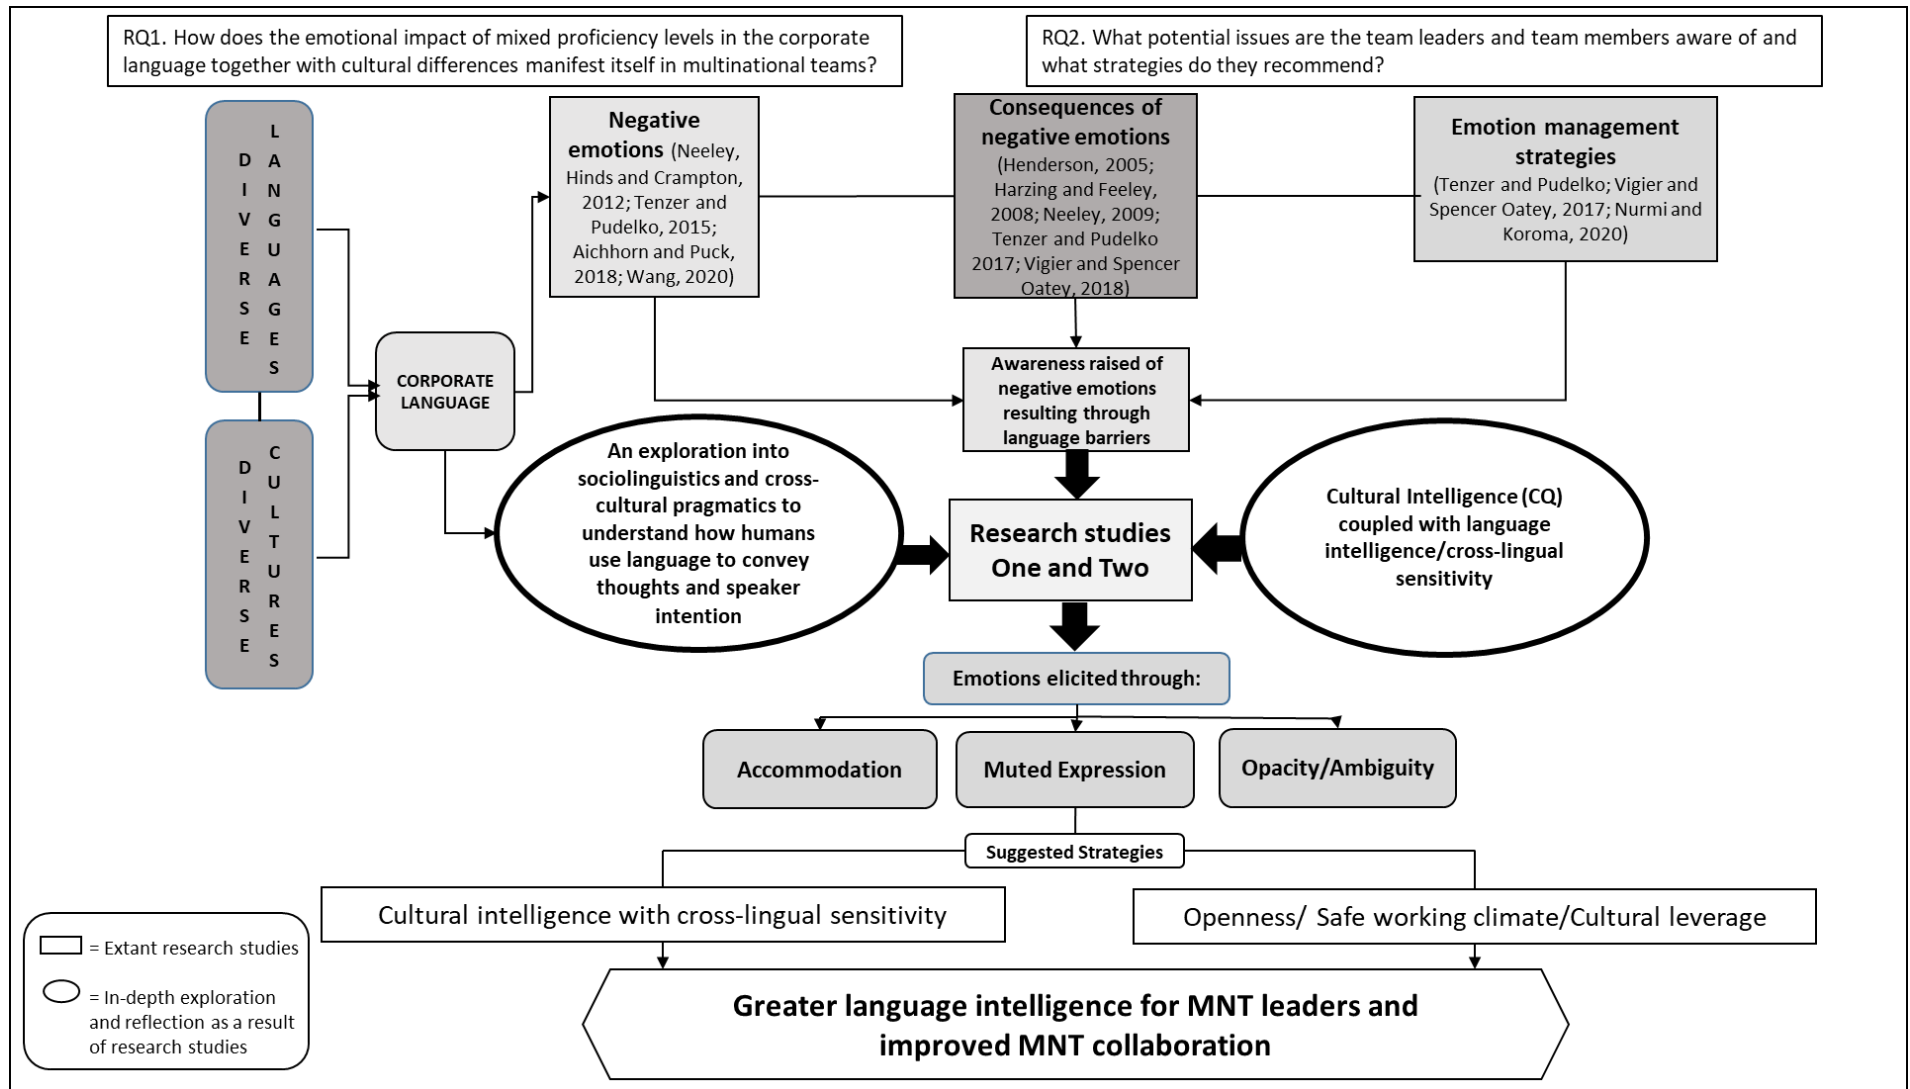 RQ1. How does the emotional impact of mixed proficiency levels in the corporate
language together with cultural differences manifest itself in multinational teams?
RQ2. What potential issues are the team leaders and team members aware of and
what strategies do they recommend?
DIVERSE
LANGUAGES
DIVERSE
CULTURES
CORPORATE
LANGUAGE
Negative
emotions (Neeley,
Hinds and Crampton,
2012; Tenzer and
Pudelko, 2015;
Aichhorn and Puck,
2018; Wang, 2020)
Consequences of
negative emotions
(Henderson, 2005;
Harzing and Feeley,
2008; Neeley, 2009;
Tenzer and Pudelko
2017; Vigier and Spencer
Oatey, 2018)
Emotion management
strategies
(Tenzer and Pudelko; Vigier and
Spencer Oatey, 2017; Nurmi and
Koroma, 2020)
Awareness raised of
negative emotions
resulting through
language barriers
An exploration into
sociolinguistics and cross-
cultural pragmatics to
understand how humans
use language to convey
thoughts and speaker
intention
Research studies
One and Two
Cultural Intelligence (CQ)
coupled with language
intelligence/cross-lingual
sensitivity
Emotions elicited through:
Accommodation
Muted Expression
Opacity/Ambiguity
Suggested Strategies
Cultural intelligence with cross-lingual sensitivity
Openness/ Safe working climate/Cultural leverage
Greater language intelligence for MNT leaders and
improved MNT collaboration
= Extant research studies
= In-depth exploration
and reflection as a result
of research studies